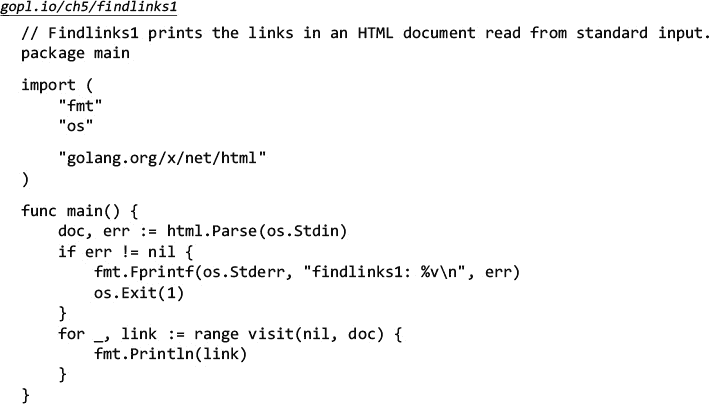 gopl.io/ch5/findlinks1
// Findlinks1 prints the links in an HTML document read from standard input.
package main
import (
    "fmt"
    "os"
    "golang.org/x/net/html"
)
func main() {
    doc, err := html.Parse(os.Stdin)
    if err != nil {
        fmt.Fprintf(os.Stderr, "findlinks1: %v\n", err)
        os.Exit(1)
    }
    for _, link := range visit(nil, doc) {
        fmt.Println(link)
    }
}